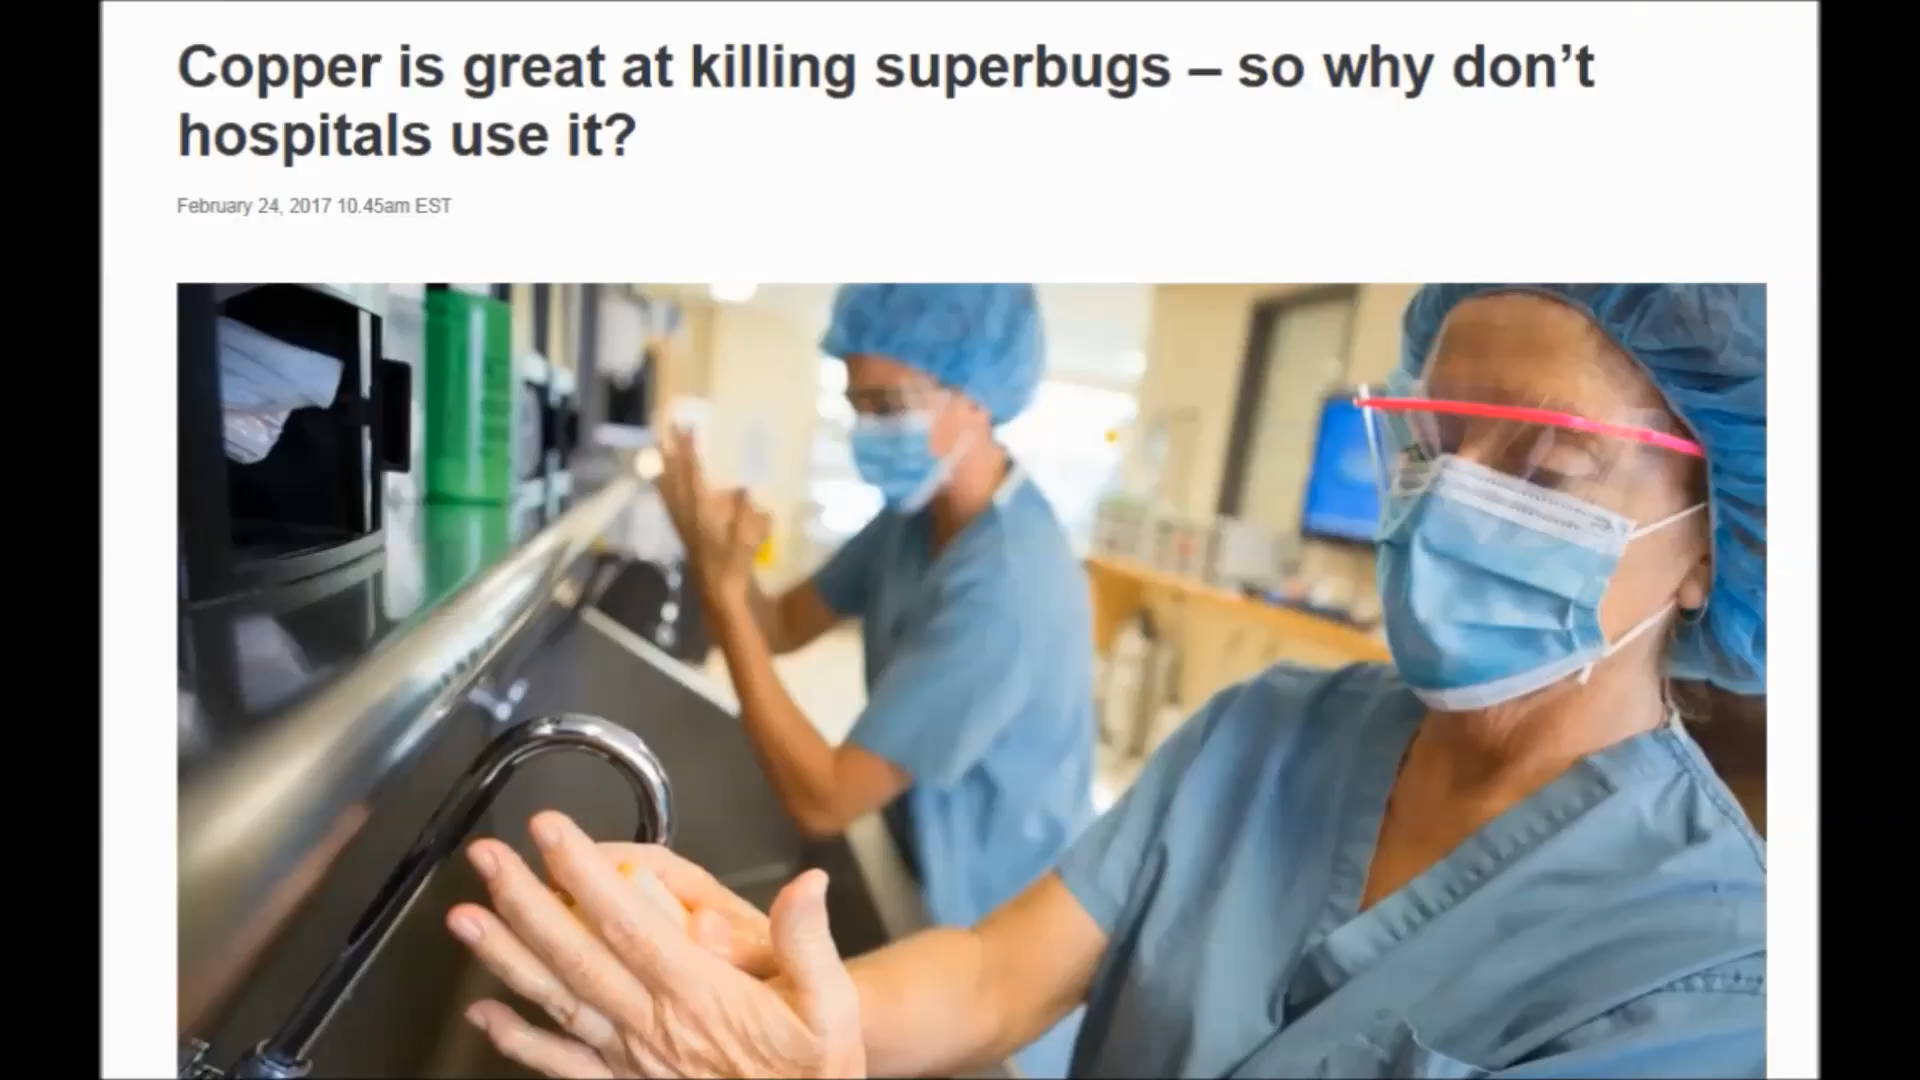 Copper is great at killing superbugs – so why don’t
hospitals use it?
February 24, 2017 10.45am EST